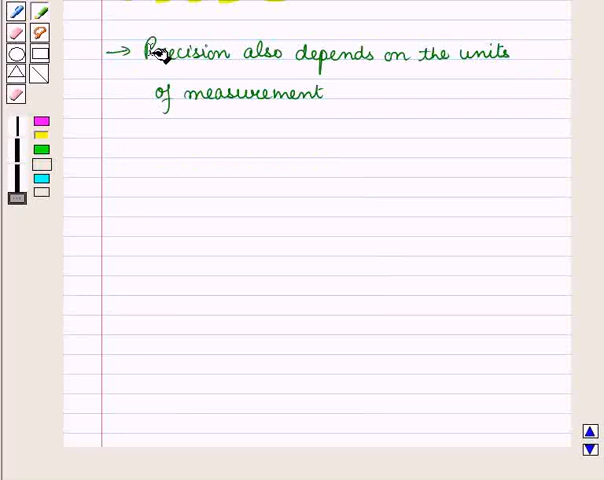 → Precision also depends on the units
of measurement